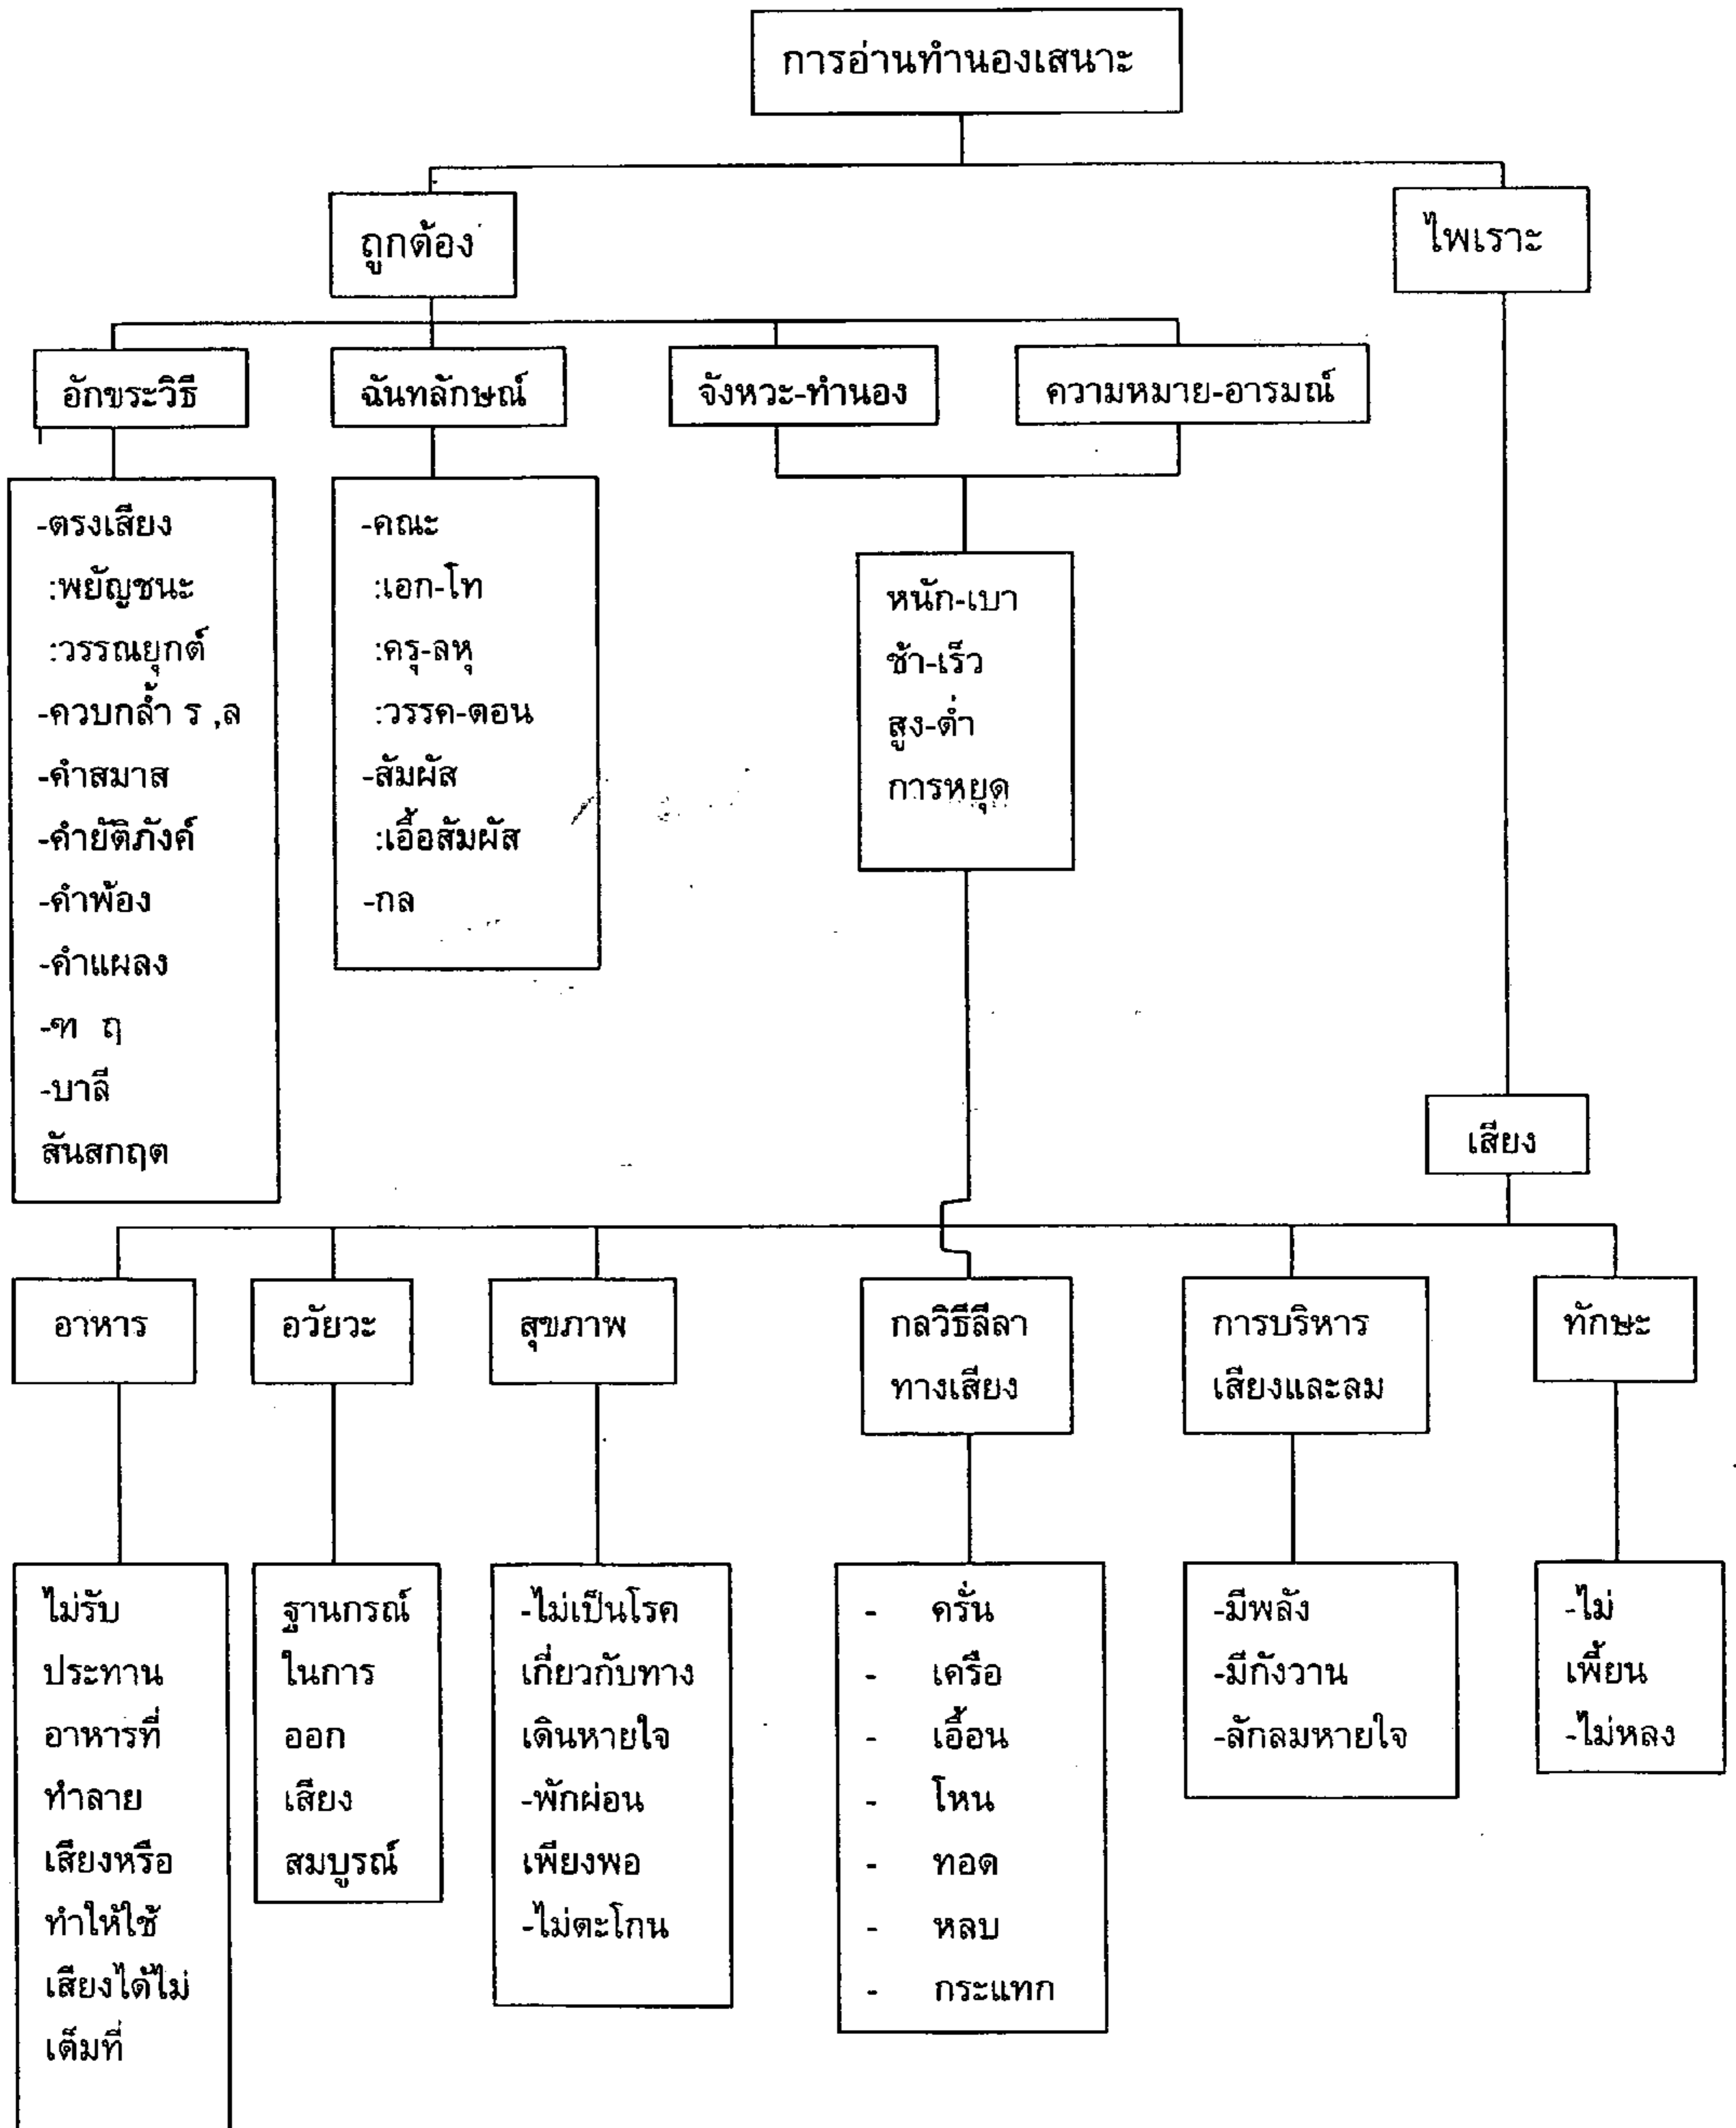 การอ่านทำนองเสนาะ
ถูกต้อง
ไพเราะ
อักขระวิธี
ฉันทลักษณ์
จังหวะ-ทำนอง
ความหมาย-อารมณ์
-ตรงเสียง
:พยัญชนะ
:วรรณยุกต์
-ควบกล้ำ ร ,ล
-คำสมาส
-คำยัติภังค์
-คำพ้อง
-คำแผลง
-ฑ ฤ
-บาลี
สันสกฤต
-คณะ
:เอก-โท
:ครุ-ลหุ
:วรรค-ตอน
-สัมผัส
:เอื้อสัมผัส
-กล
หนัก-เบา
ช้า-เร็ว
สูง-ต่ำ
การหยุด
เสียง
อาหาร
อวัยวะ
สุขภาพ
กลวิธีลีลา
ทางเสียง
การบริหาร
เสียงและลม
ทักษะ
ไม่รับ
ประทาน
อาหารที่
ทำลาย
เสียงหรือ
ทำให้ใช้
เสียงได้ไม่
เต็มที่
ฐานกรณ์
ในการ
ออก
เสียง
สมบูรณ์
-ไม่เป็นโรค
เกี่ยวกับทาง
เดินหายใจ
-พักผ่อน
เพียงพอ
-ไม่ตะโกน
- ครั่น
- เครือ
- เอื้อน
- โหน
- ทอด
- หลบ
- กระแทก
-มีพลัง
-มีกังวาน
-ลักลมหายใจ
-ไม่
เพี้ยน
-ไม่หลง